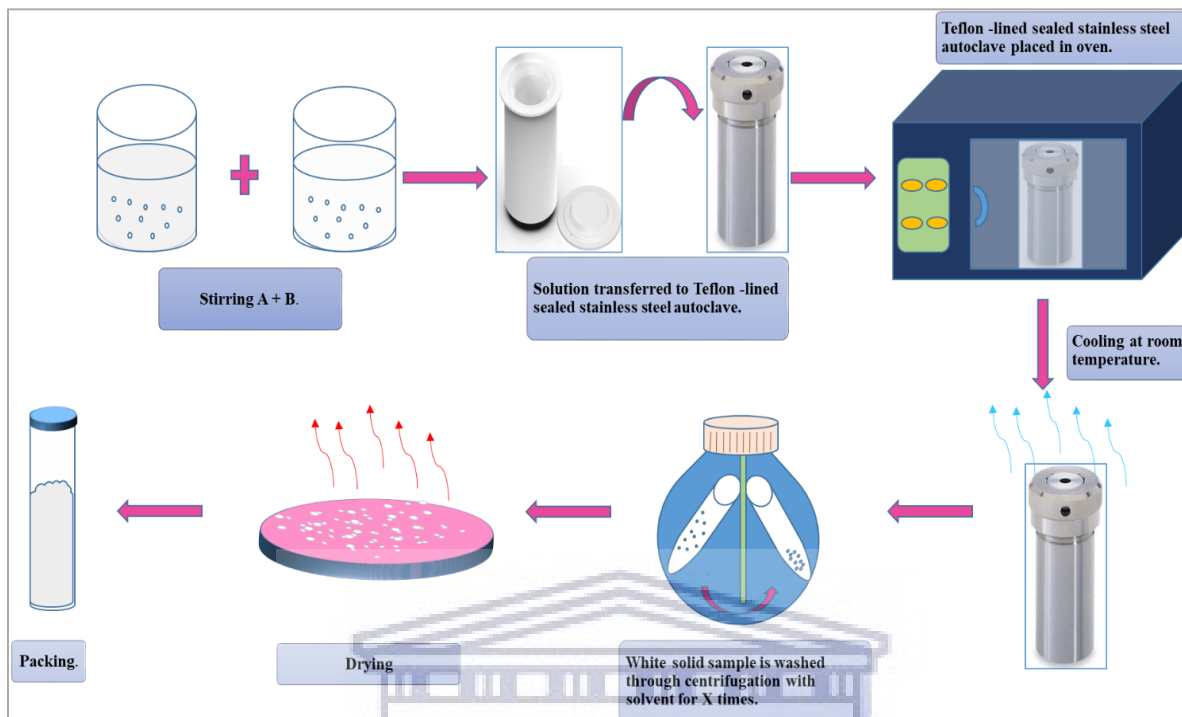 Teflon -lined sealed stainless steel
autoclave placed in oven.
Stirring A + B.
Solution transferred to Teflon -lined
sealed stainless steel autoclave.
Cooling at room
temperature.
Packing.
Drying
White solid sample is washed
through centrifugation with
solvent for X times.